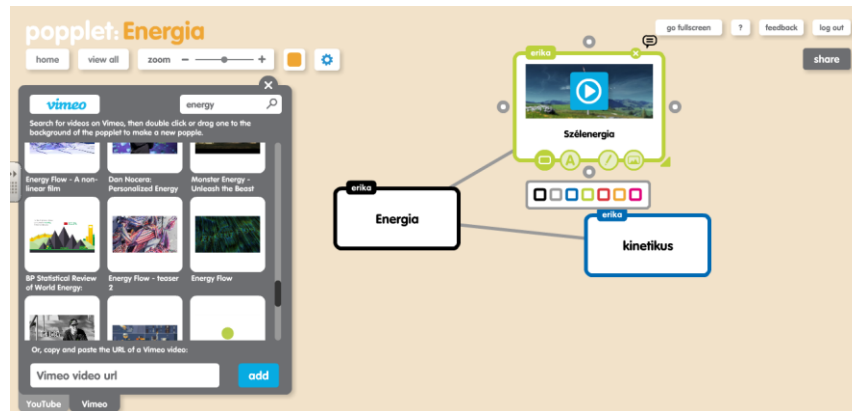 popplet: Energia
go fullscreen ? feedback log out
home view all zoom - +
share
vimeo energy
Search for videos on Vimeo, then double click
or drag one to the
background of the popplet to make a new popple.
Energy Flow - A non-
linear film
Dan Nocera:
Personalized Energy
Monster Energy -
Unleash the Beast
BP Statistical Review
of World Energy:
Energy Flow - teaser
2
Energy Flow
Or, copy and paste the URL of a Vimeo video:
Vimeo video url add
YouTube Vimeo
erika
Szélenergia
A
erika
Energia
erika
kinetikus